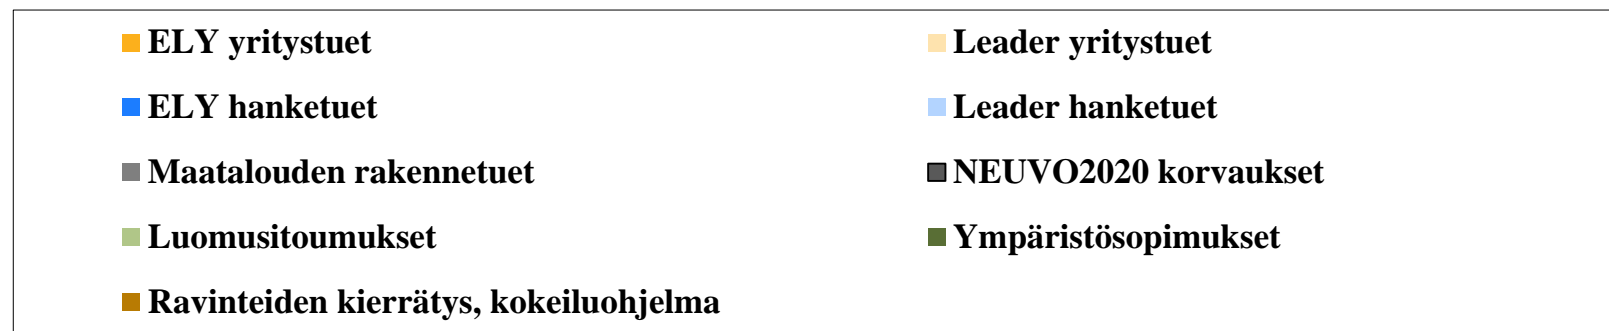 ELY yritystuet
Leader yritystuet
ELY hanketuet
Leader hanketuet
Maatalouden rakennetuet
NEUVO2020 korvaukset
Luomusitoumukset
Ympäristösopimukset
Ravinteiden kierrätys, kokeiluohjelma